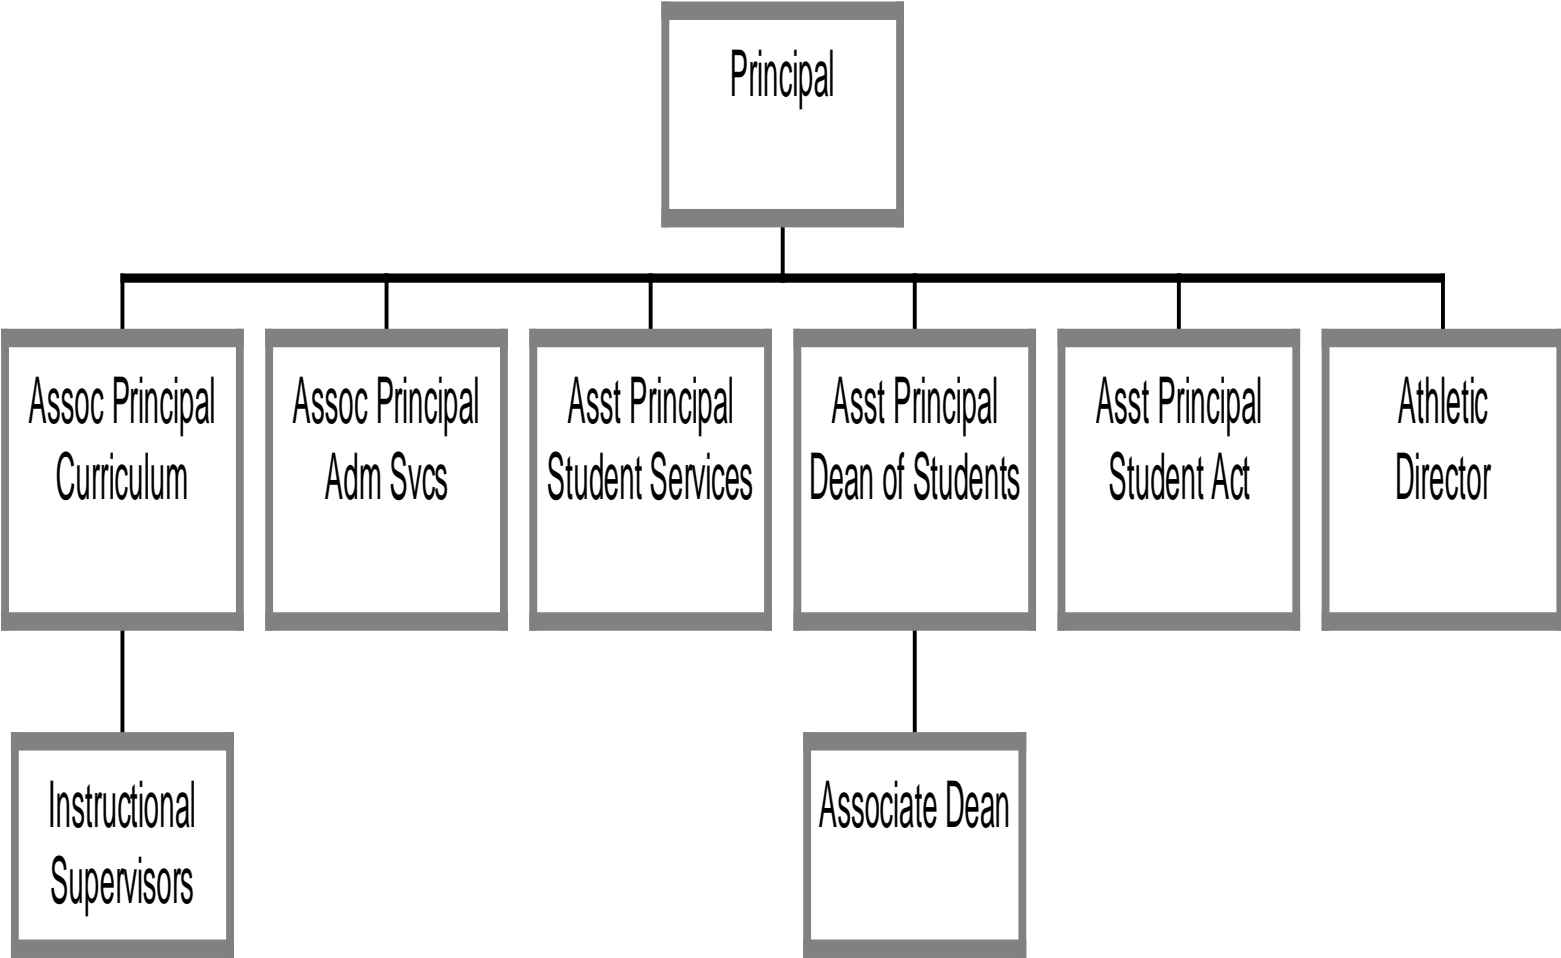 Principal
Assoc Principal
Curriculum
Assoc Principal
Adm Svcs
Asst Principal
Student Services
Asst Principal
Dean of Students
Asst Principal
Student Act
Athletic
Director
Instructional
Supervisors
Associate Dean